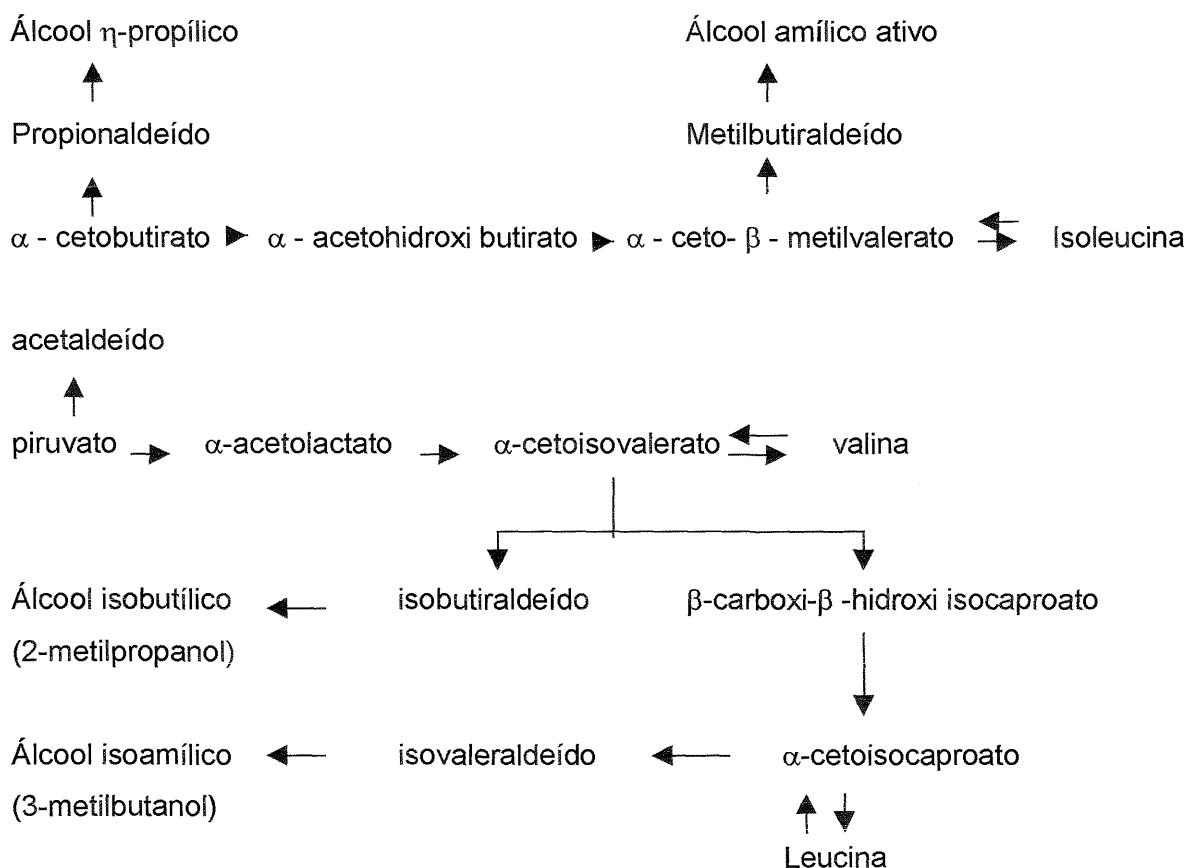 Álcool η-propílico Álcool amílico ativo
Propionaldeído Metilbutiraldeído
α - cetobutirato α - acetohidroxi butirato α - ceto- β - metilvalerato Isoleucina
acetaldeído
piruvato α-acetolactato α-cetoisovalerato valina
Álcool isobutílico isobutiraldeído β-carboxi-β -hidroxi isocaproato
(2-metilpropanol)
Álcool isoamílico isovaleraldeído α-cetoisocaproato
(3-metilbutanol)
Leucina